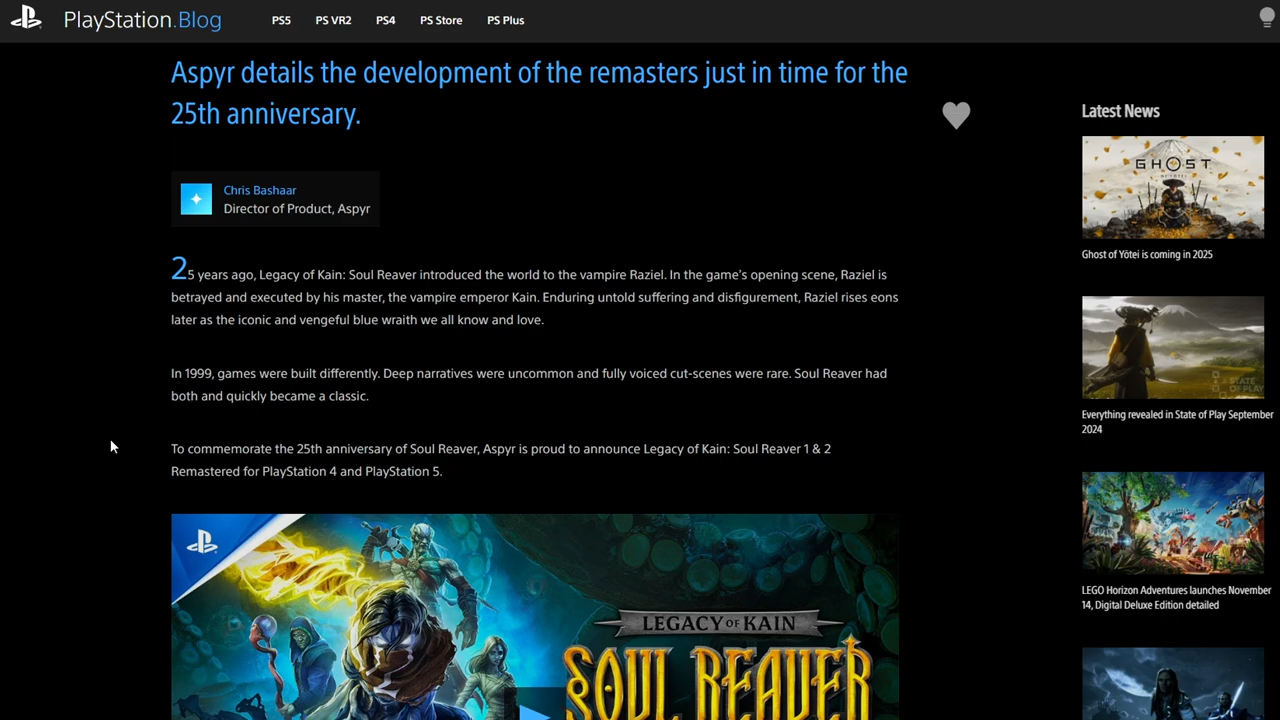 PlayStation.Blog
PS5
PS VR2
PS4
PS Store
PS Plus
Aspyr details the development of the remasters just in time for the
25th anniversary.
Chris Bashaar
Director of Product, Aspyr
25 years ago, Legacy of Kain: Soul Reaver introduced the world to the vampire Raziel. In the game's opening scene, Raziel is
betrayed and executed by his master, the vampire emperor Kain. Enduring untold suffering and disfigurement, Raziel rises eons
later as the iconic and vengeful blue wraith we all know and love.
In 1999, games were built differently. Deep narratives were uncommon and fully voiced cut-scenes were rare. Soul Reaver had
both and quickly became a classic.
To commemorate the 25th anniversary of Soul Reaver, Aspyr is proud to announce Legacy of Kain: Soul Reaver 1 & 2
Remastered for PlayStation 4 and PlayStation 5.
LEGACY OF KAIN
SOUL REAVER
Latest News
GHOST
Ghost of Yōtei is coming in 2025
STATE OF PLAY
Everything revealed in State of Play September
2024
LEGO Horizon Adventures launches November
14, Digital Deluxe Edition detailed